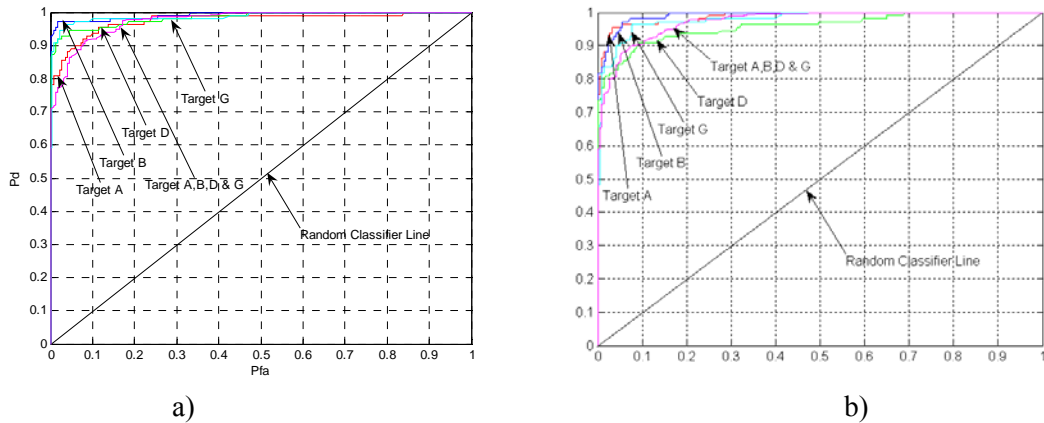 1
0.9
0.8
0.7
0.6
0.5
0.4
0.3
0.2
0.1
0
Pd
Target G
Target D
Target B
Target A
Target A,B,D & G
Random Classifier Line
0 0.1 0.2 0.3 0.4 0.5 0.6 0.7 0.8 0.9 1
Pfa
a)
1
0.9
0.8
0.7
0.6
0.5
0.4
0.3
0.2
0.1
0
Target A,B,D & G
Target D
Target G
Target B
Target A
Random Classifier Line
0 0.1 0.2 0.3 0.4 0.5 0.6 0.7 0.8 0.9 1
b)